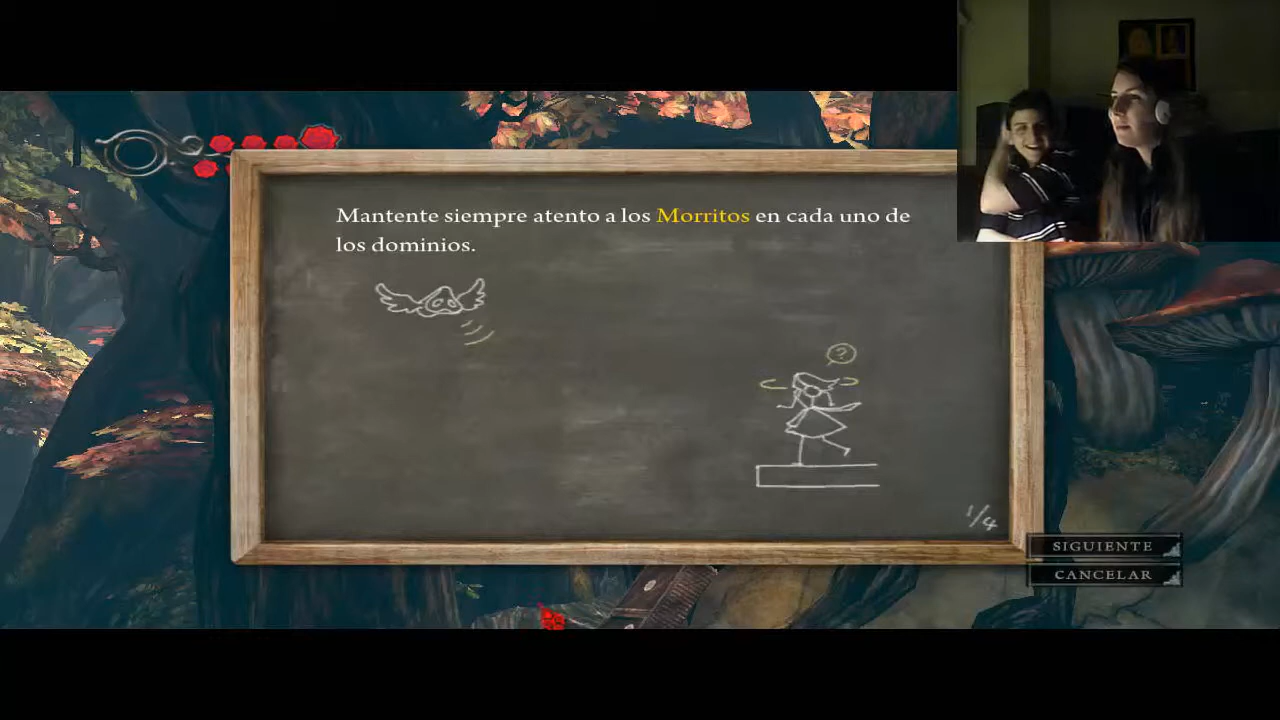 Mantente siempre atento a los Morritos en cada uno de
los dominios.
?
1/4
SIGUIENTE
CANCELAR